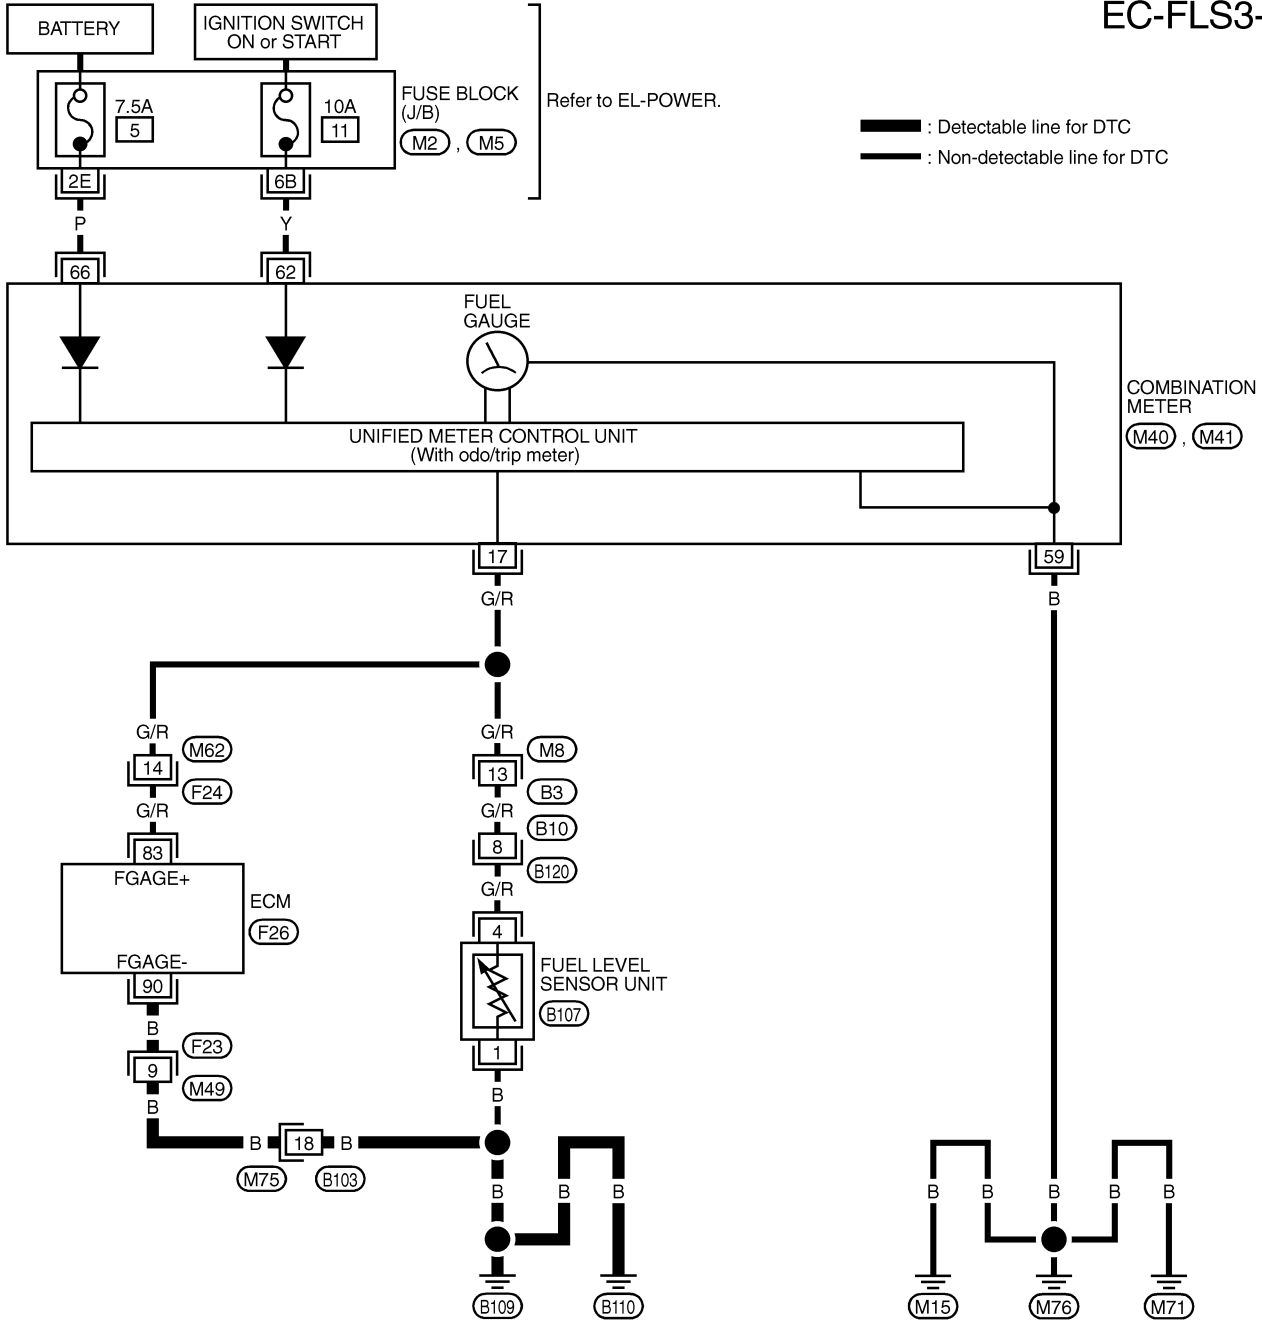 EC-FLS3-
BATTERY
IGNITION SWITCH
ON or START
7.5A
5
10A
11
FUSE BLOCK
(J/B)
M2 , M5
Refer to EL-POWER.
: Detectable line for DTC
: Non-detectable line for DTC
2E
6B
P
Y
66
62
FUEL
GAUGE
UNIFIED METER CONTROL UNIT
(With odo/trip meter)
COMBINATION
METER
M40 , M41
17
59
G/R
B
G/R
M62
14
F24
G/R
83
FGAGE+
ECM
F26
FGAGE-
90
B
F23
9
M49
B
G/R
M8
13
B3
G/R
B10
8
B120
G/R
4
FUEL LEVEL
SENSOR UNIT
B107
1
B
B
18
B
M75
B103
B
B
B
B
B
B
B
B
B109
B110
M15
M76
M71